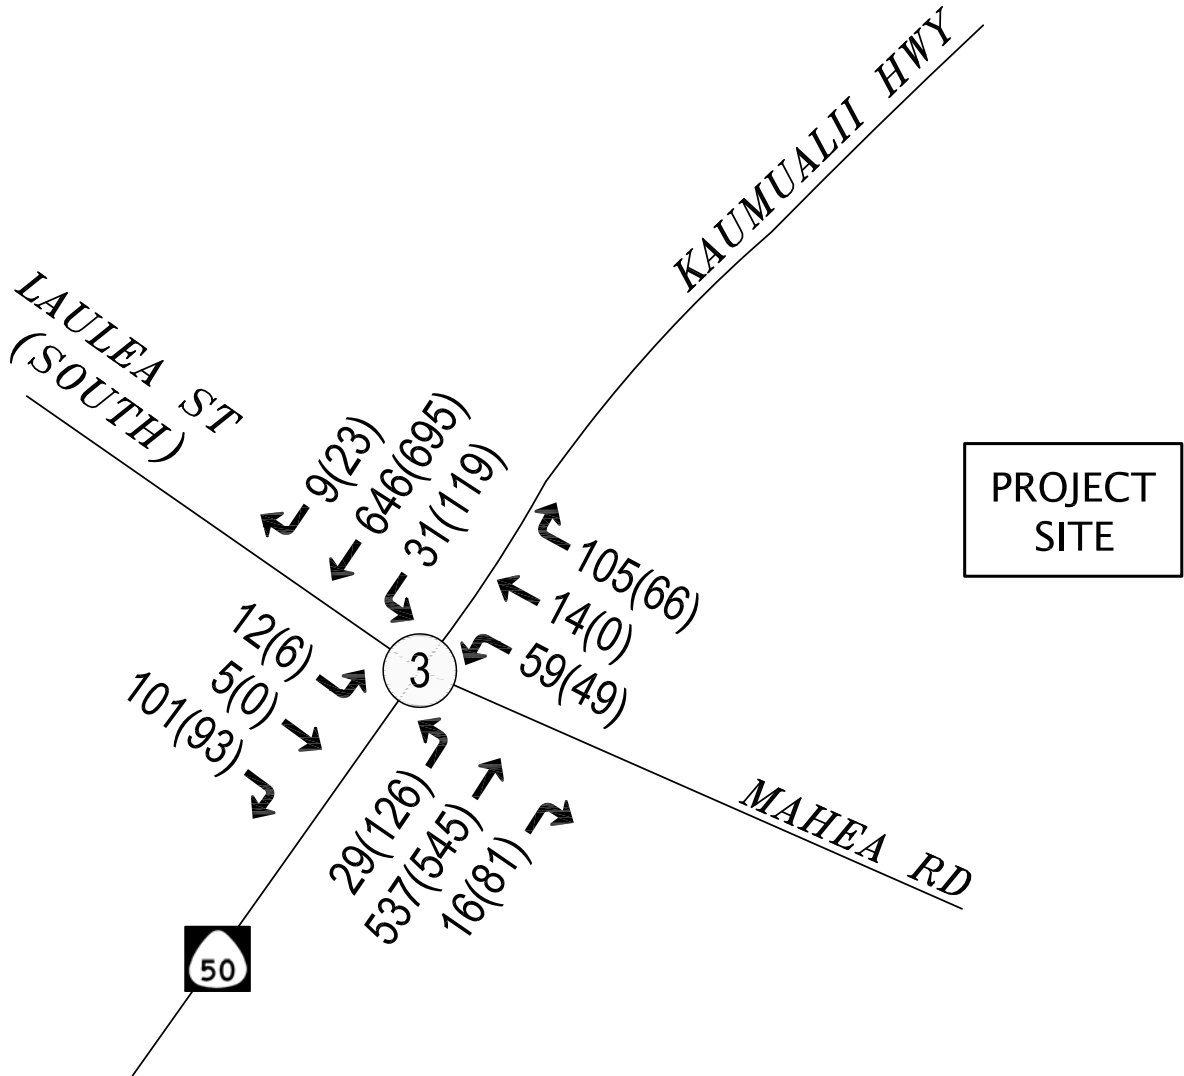 KAUMUALII HWY
LAULEA ST
(SOUTH)
9(23)
646(695)
31(119)
PROJECT
SITE
105(66)
14(0)
59(49)
12(6)
5(0)
101(93)
3
29(126)
537(545)
16(81)
MAHEA RD
50